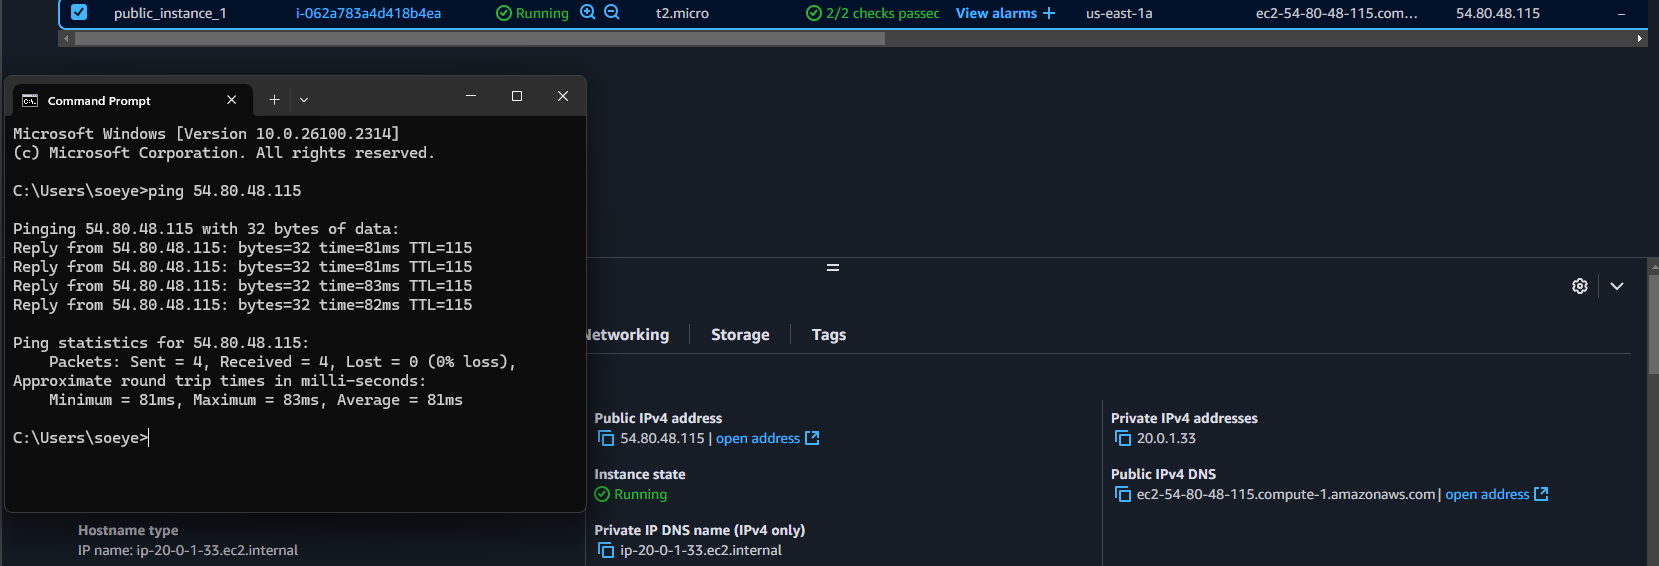 public_instance_1 i-062a783a4d418b4ea Running t2.micro 2/2 checks passec View alarms + us-east-1a ec2-54-80-48-115.com... 54.80.48.115 –
Command Prompt
Microsoft Windows [Version 10.0.26100.2314]
(c) Microsoft Corporation. All rights reserved.
C:\Users\soeye>ping 54.80.48.115
Pinging 54.80.48.115 with 32 bytes of data:
Reply from 54.80.48.115: bytes=32 time=81ms TTL=115
Reply from 54.80.48.115: bytes=32 time=81ms TTL=115
Reply from 54.80.48.115: bytes=32 time=83ms TTL=115
Reply from 54.80.48.115: bytes=32 time=82ms TTL=115
Ping statistics for 54.80.48.115:
Packets: Sent = 4, Received = 4, Lost = 0 (0% loss),
Approximate round trip times in milli-seconds:
Minimum = 81ms, Maximum = 83ms, Average = 81ms
C:\Users\soeye>
Networking Storage Tags
Public IPv4 address
54.80.48.115 | open address
Private IPv4 addresses
20.0.1.33
Instance state
Running
Public IPv4 DNS
ec2-54-80-48-115.compute-1.amazonaws.com | open address
Hostname type
IP name: ip-20-0-1-33.ec2.internal
Private IP DNS name (IPv4 only)
ip-20-0-1-33.ec2.internal